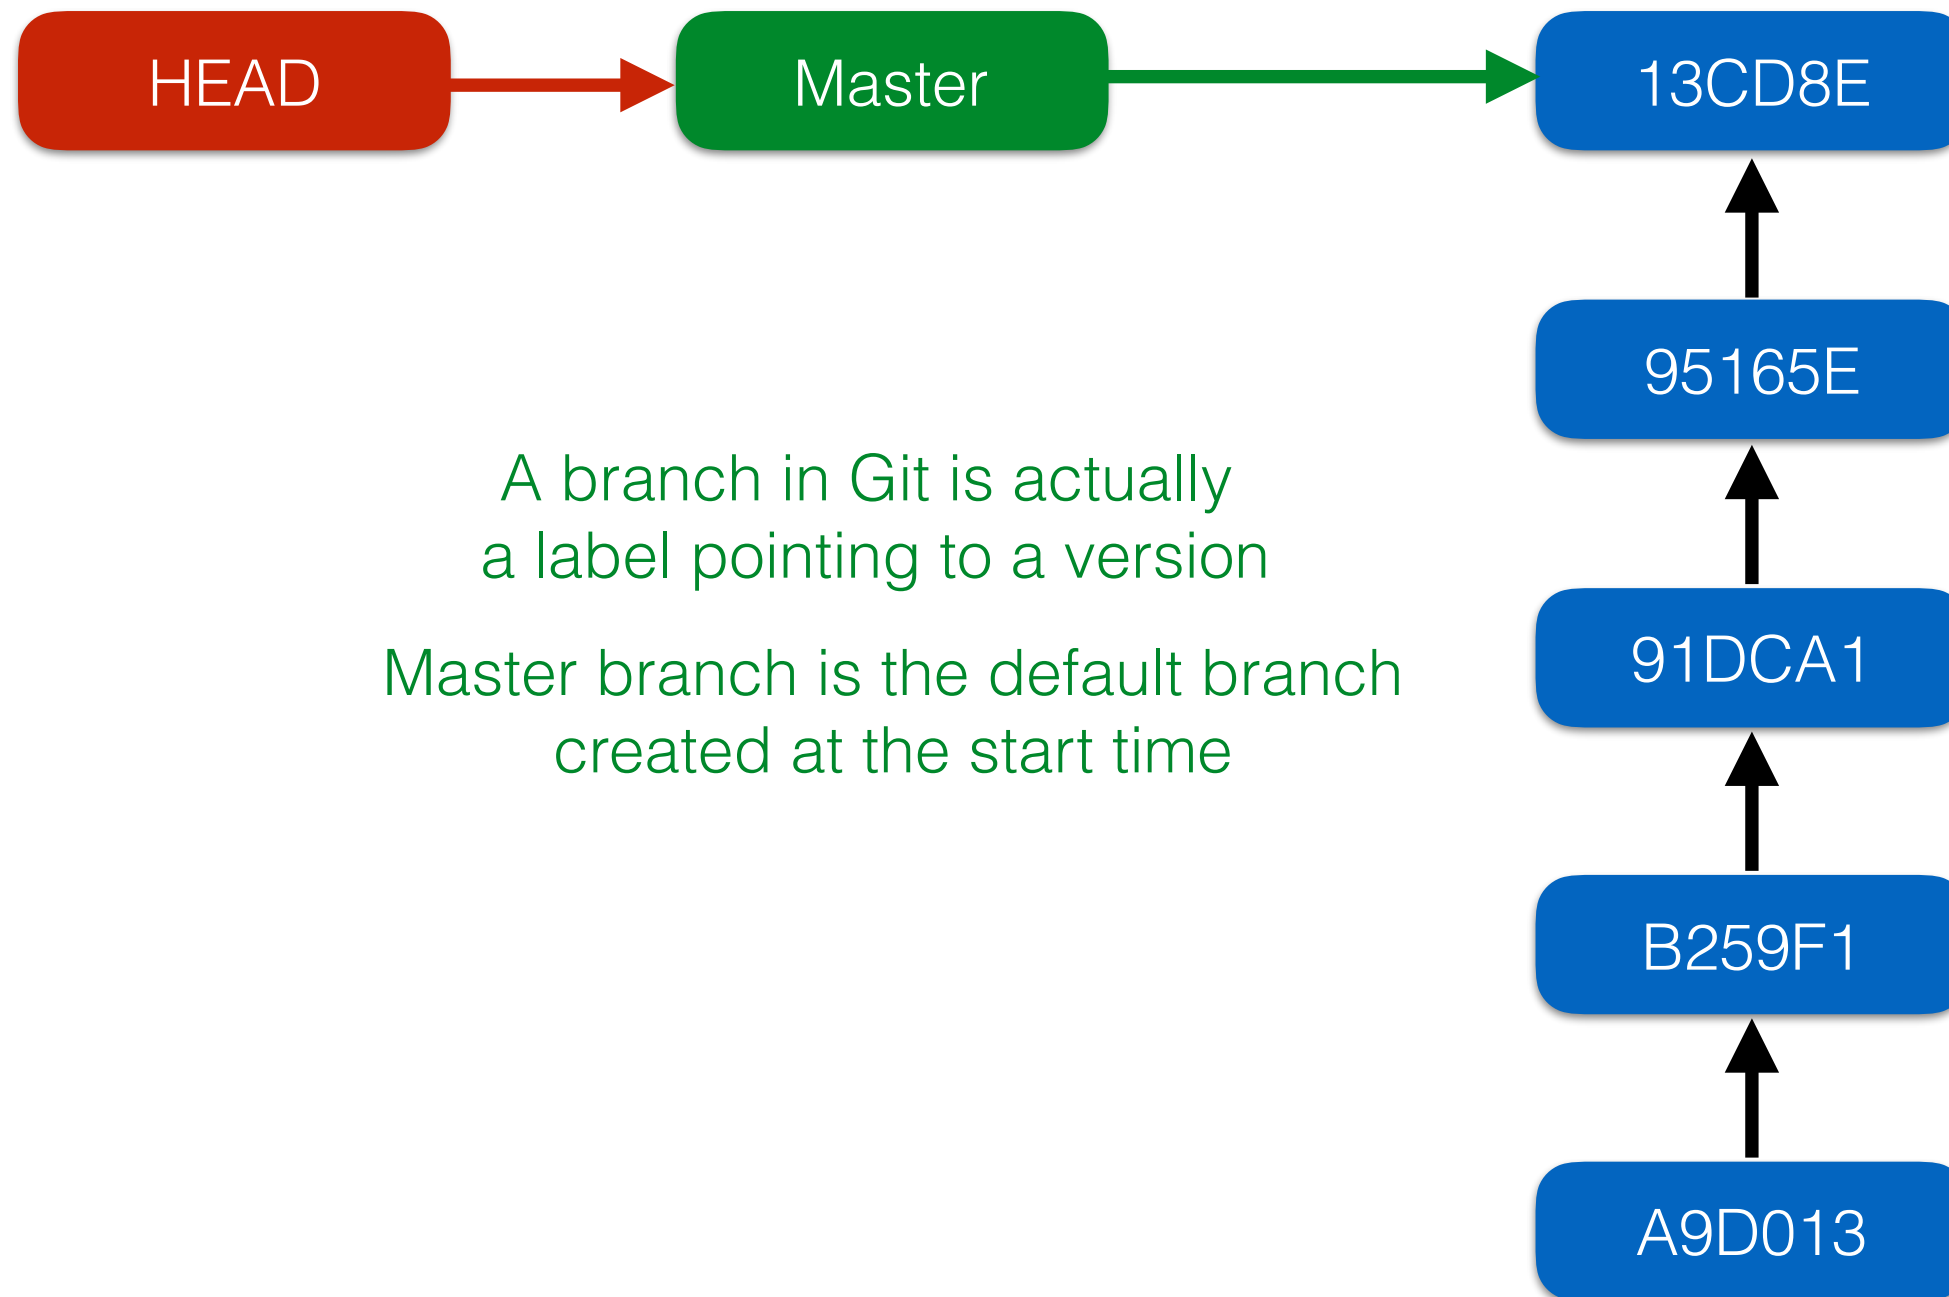 HEAD
Master
13CD8E
95165E
A branch in Git is actually
a label pointing to a version
Master branch is the default branch
created at the start time
91DCA1
B259F1
A9D013